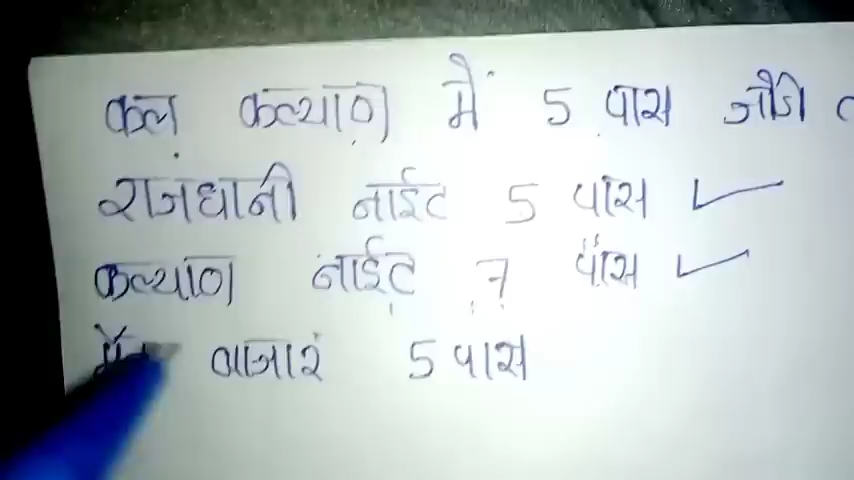 कल कल्याण में 5 पास जोडी
राजधानी नाईट 5 पास
कल्याण नाईट 7 पास
बाजार 5 पास